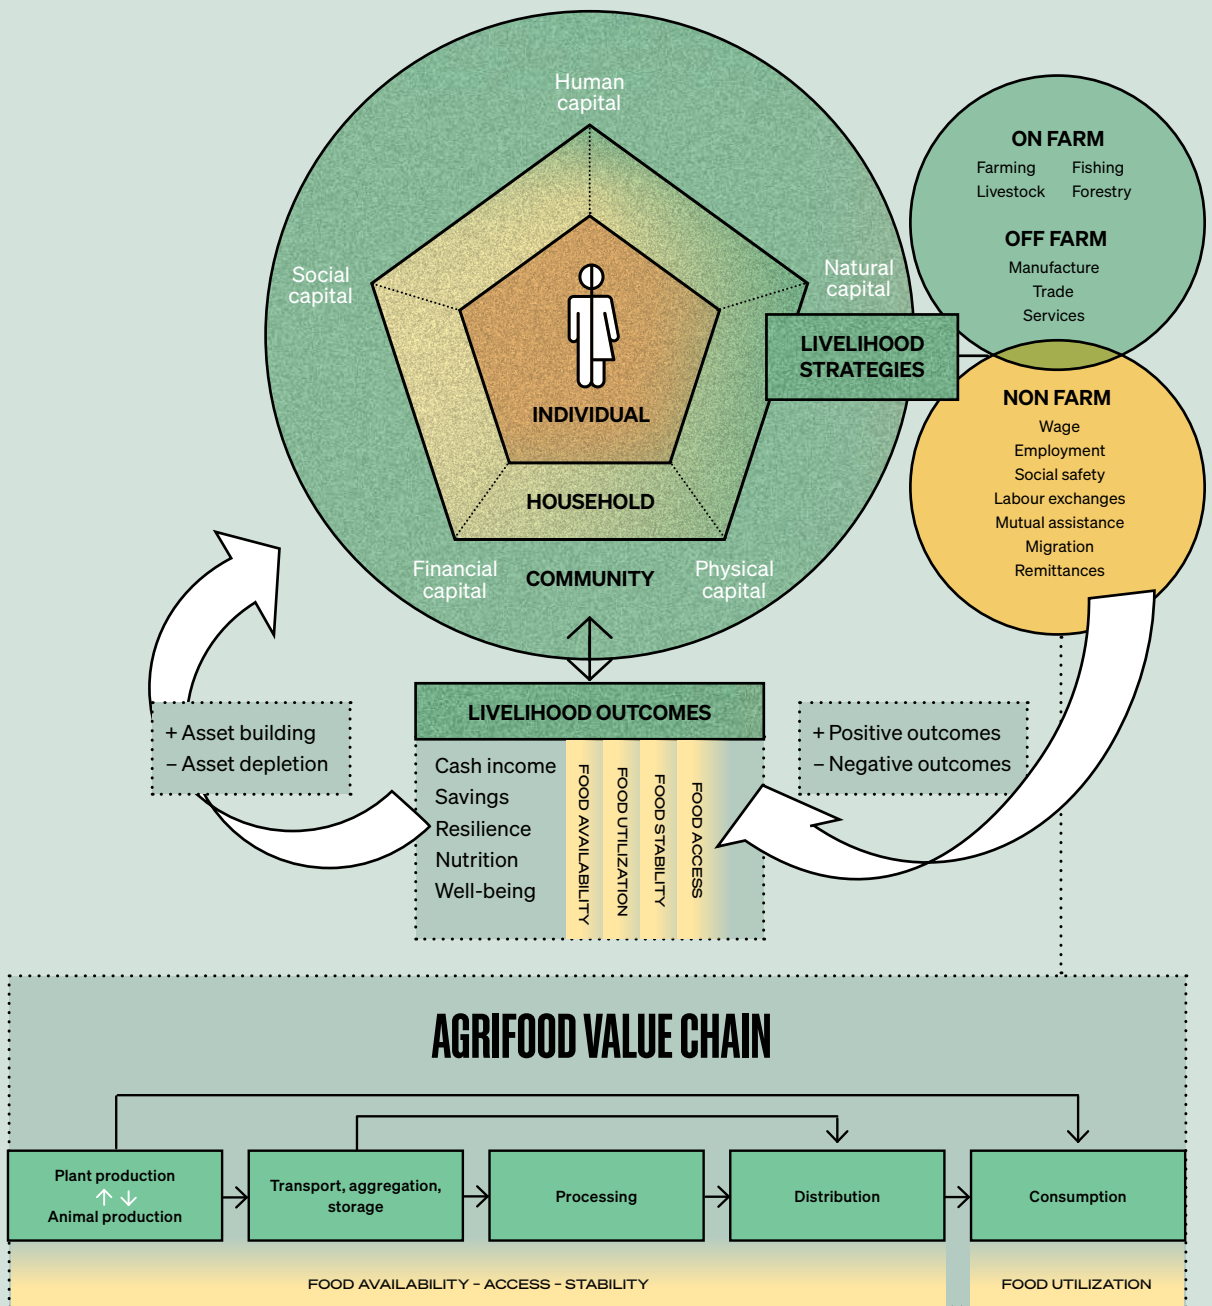 Human
capital
Social
capital
Natural
capital
INDIVIDUAL
HOUSEHOLD
Financial
capital
COMMUNITY
Physical
capital
LIVELIHOOD
STRATEGIES
ON FARM
Farming Fishing
Livestock Forestry
OFF FARM
Manufacture
Trade
Services
NON FARM
Wage
Employment
Social safety
Labour exchanges
Mutual assistance
Migration
Remittances
+ Asset building
– Asset depletion
LIVELIHOOD OUTCOMES
Cash income
Savings
Resilience
Nutrition
Well-being
FOOD AVAILABILITY
FOOD UTILIZATION
FOOD STABILITY
FOOD ACCESS
+ Positive outcomes
– Negative outcomes
AGRIFOOD VALUE CHAIN
Plant production
Animal production
Transport, aggregation,
storage
Processing
Distribution
Consumption
FOOD AVAILABILITY – ACCESS – STABILITY
FOOD UTILIZATION